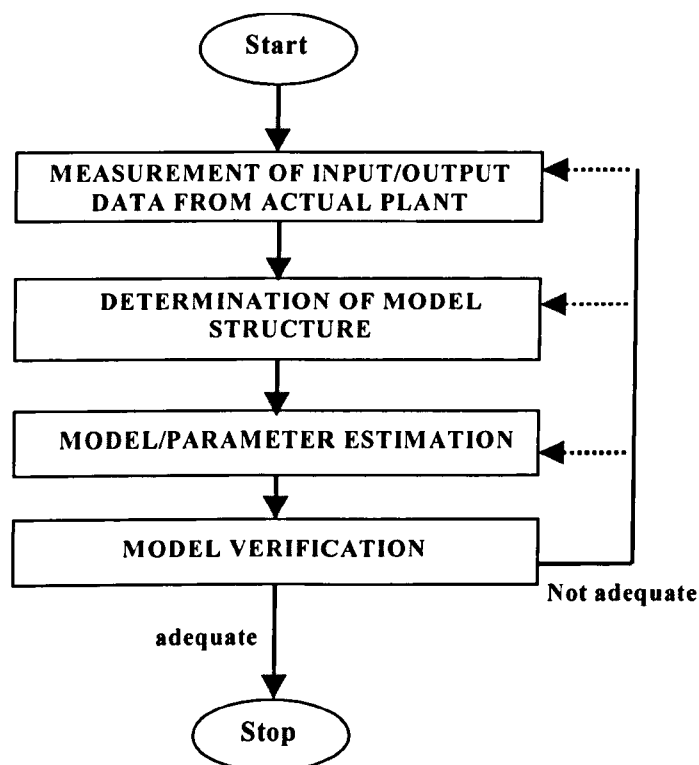 Start
MEASUREMENT OF INPUT/OUTPUT
DATA FROM ACTUAL PLANT
DETERMINATION OF MODEL
STRUCTURE
MODEL/PARAMETER ESTIMATION
MODEL VERIFICATION
Not adequate
adequate
Stop